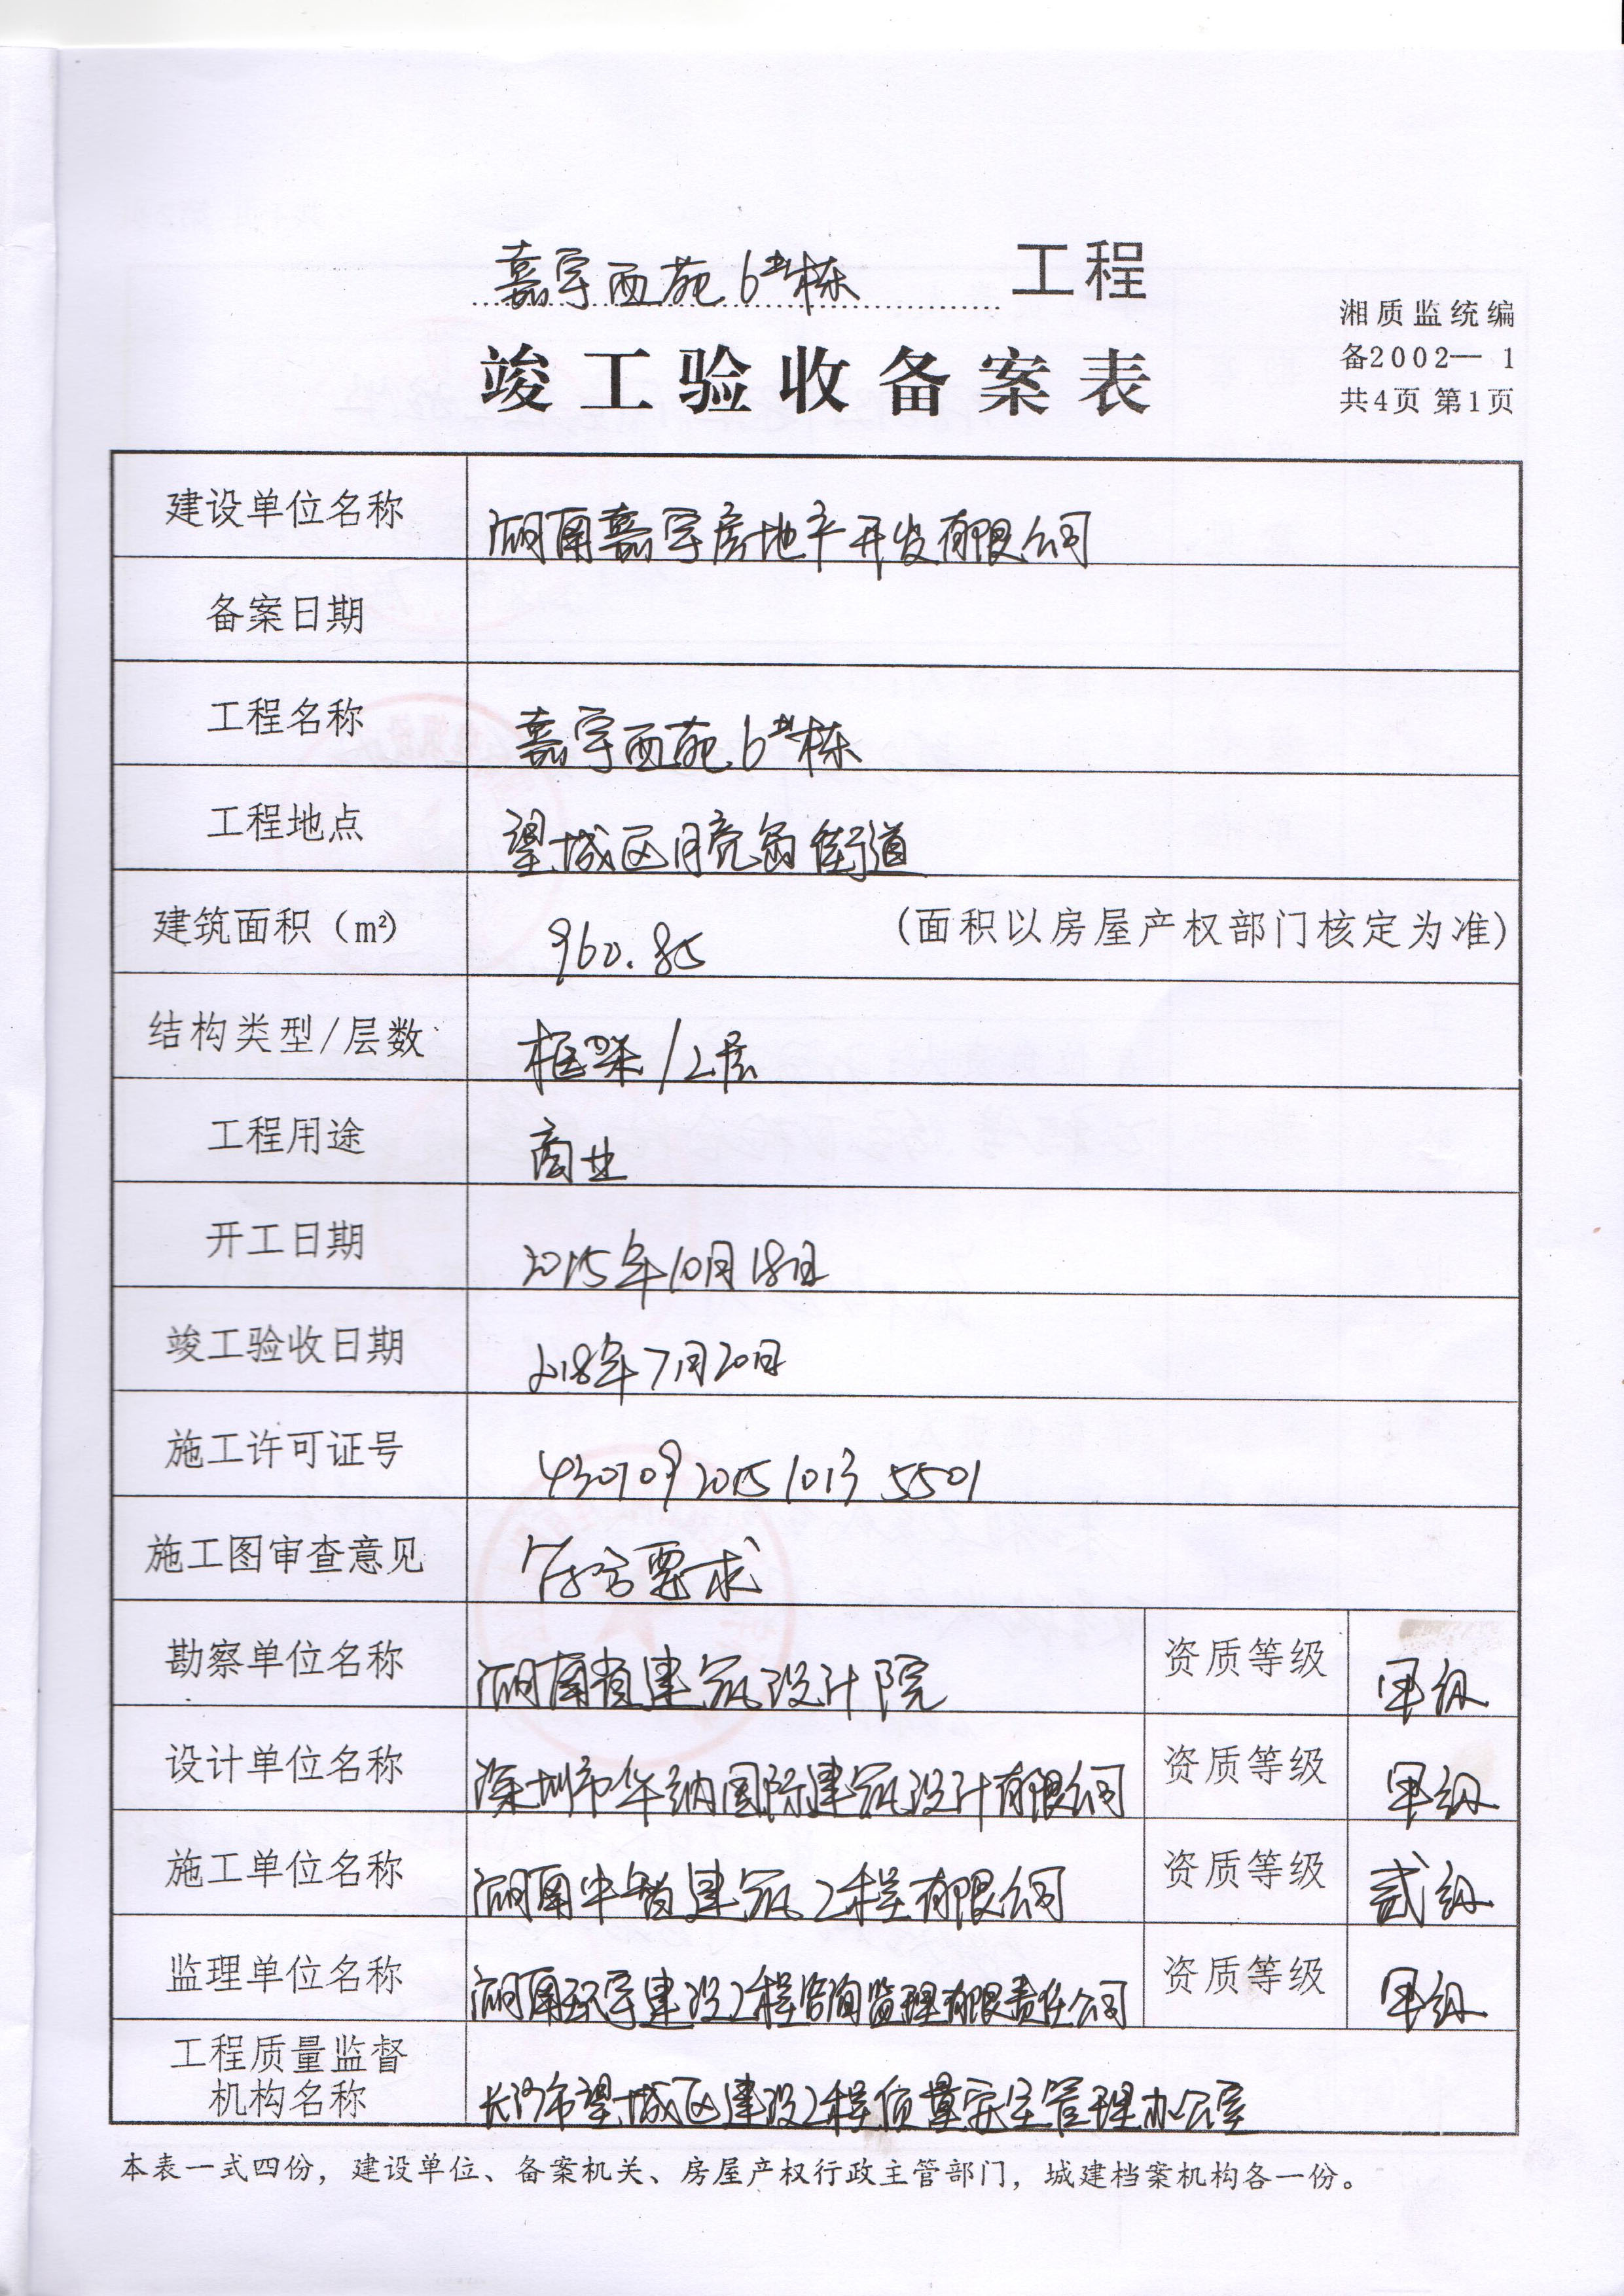 嘉宇西苑6#栋 工程
竣工验收备案表
湘质监统编
备2002—1
共4页 第1页
建设单位名称 湖南嘉宇房地产开发有限公司
备案日期
工程名称 嘉宇西苑6#栋
工程地点 望城区月亮岛街道
建筑面积(m²) 960.85 (面积以房屋产权部门核定为准)
结构类型/层数 框架/2层
工程用途 商业
开工日期 2015年10月18日
竣工验收日期 2018年7月20日
施工许可证号 430109201510135501
施工图审查意见 符合要求
勘察单位名称 湖南省建筑设计院 资质等级 甲级
设计单位名称 深圳市华纳国际建筑设计有限公司 资质等级 甲级
施工单位名称 湖南中智建筑工程有限公司 资质等级 贰级
监理单位名称 湖南环宇建设工程咨询监理有限责任公司 资质等级 甲级
工程质量监督
机构名称 长沙市望城区建设工程质量安全管理办公室
本表一式四份，建设单位、备案机关、房屋产权行政主管部门，城建档案机构各一份。